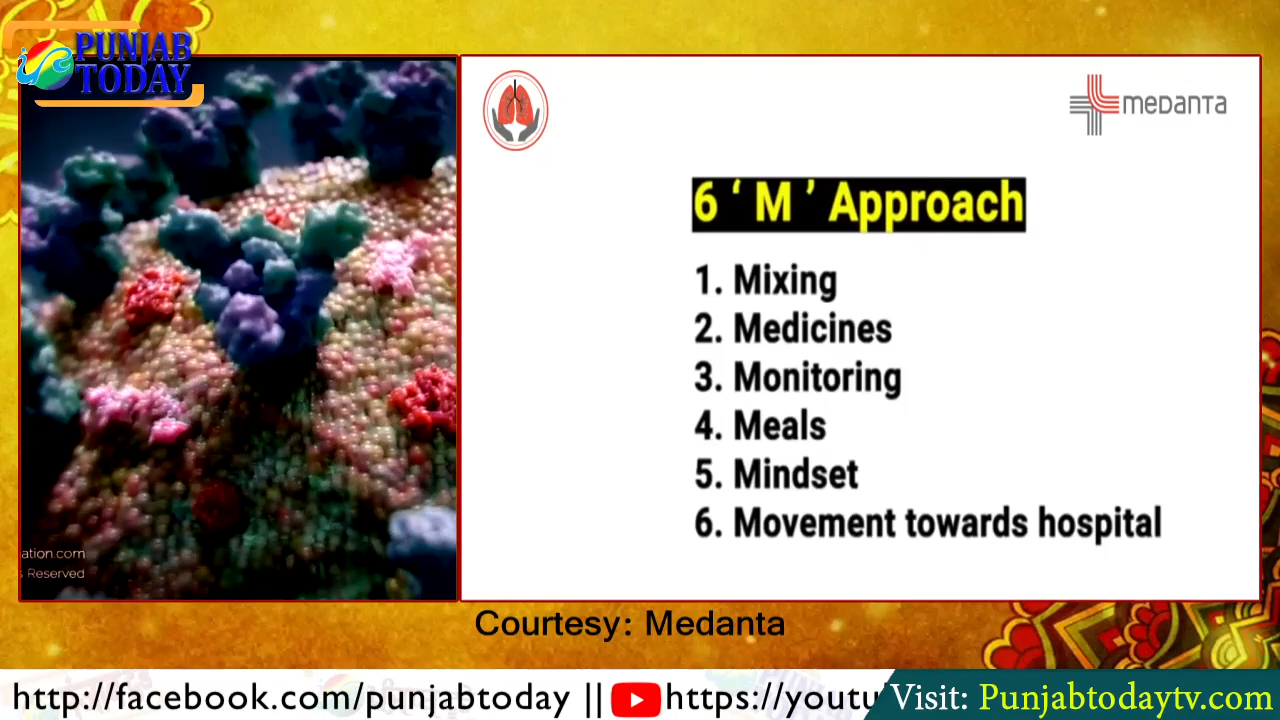 PUNJAB
TODAY
medanta
6 ‘ M ’ Approach
1. Mixing
2. Medicines
3. Monitoring
4. Meals
5. Mindset
6. Movement towards hospital
ation.com
s Reserved
Courtesy: Medanta
http://facebook.com/punjabtoday || https://youtu
Visit: Punjabtodaytv.com